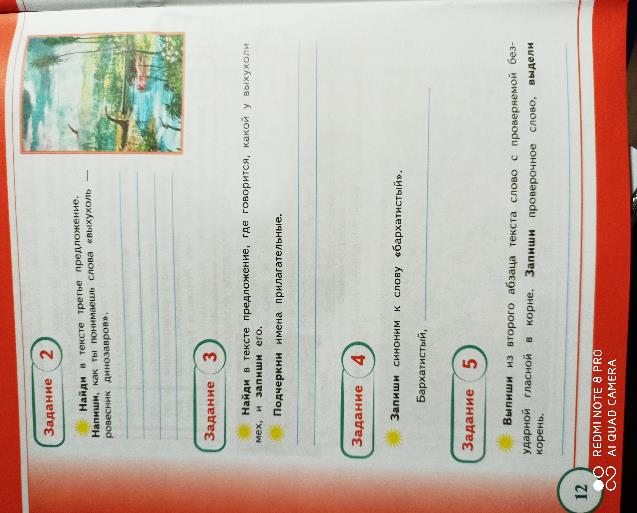 Задание 2
Найди в тексте третье предложение.
Напиши, как ты понимаешь слова «выхухоль —
ровесник динозавров».
Задание 3
Найди в тексте предложение, где говорится, какой у выхухоли
мех, и запиши его.
Подчеркни имена прилагательные.
Задание 4
Запиши синоним к слову «бархатистый».
Бархатистый,
Задание 5
Выпиши из второго абзаца текста слово с проверяемой без-
ударной гласной в корне. Запиши проверочное слово, выдели
корень.
12
REDMI NOTE 8 PRO
AI QUAD CAMERA